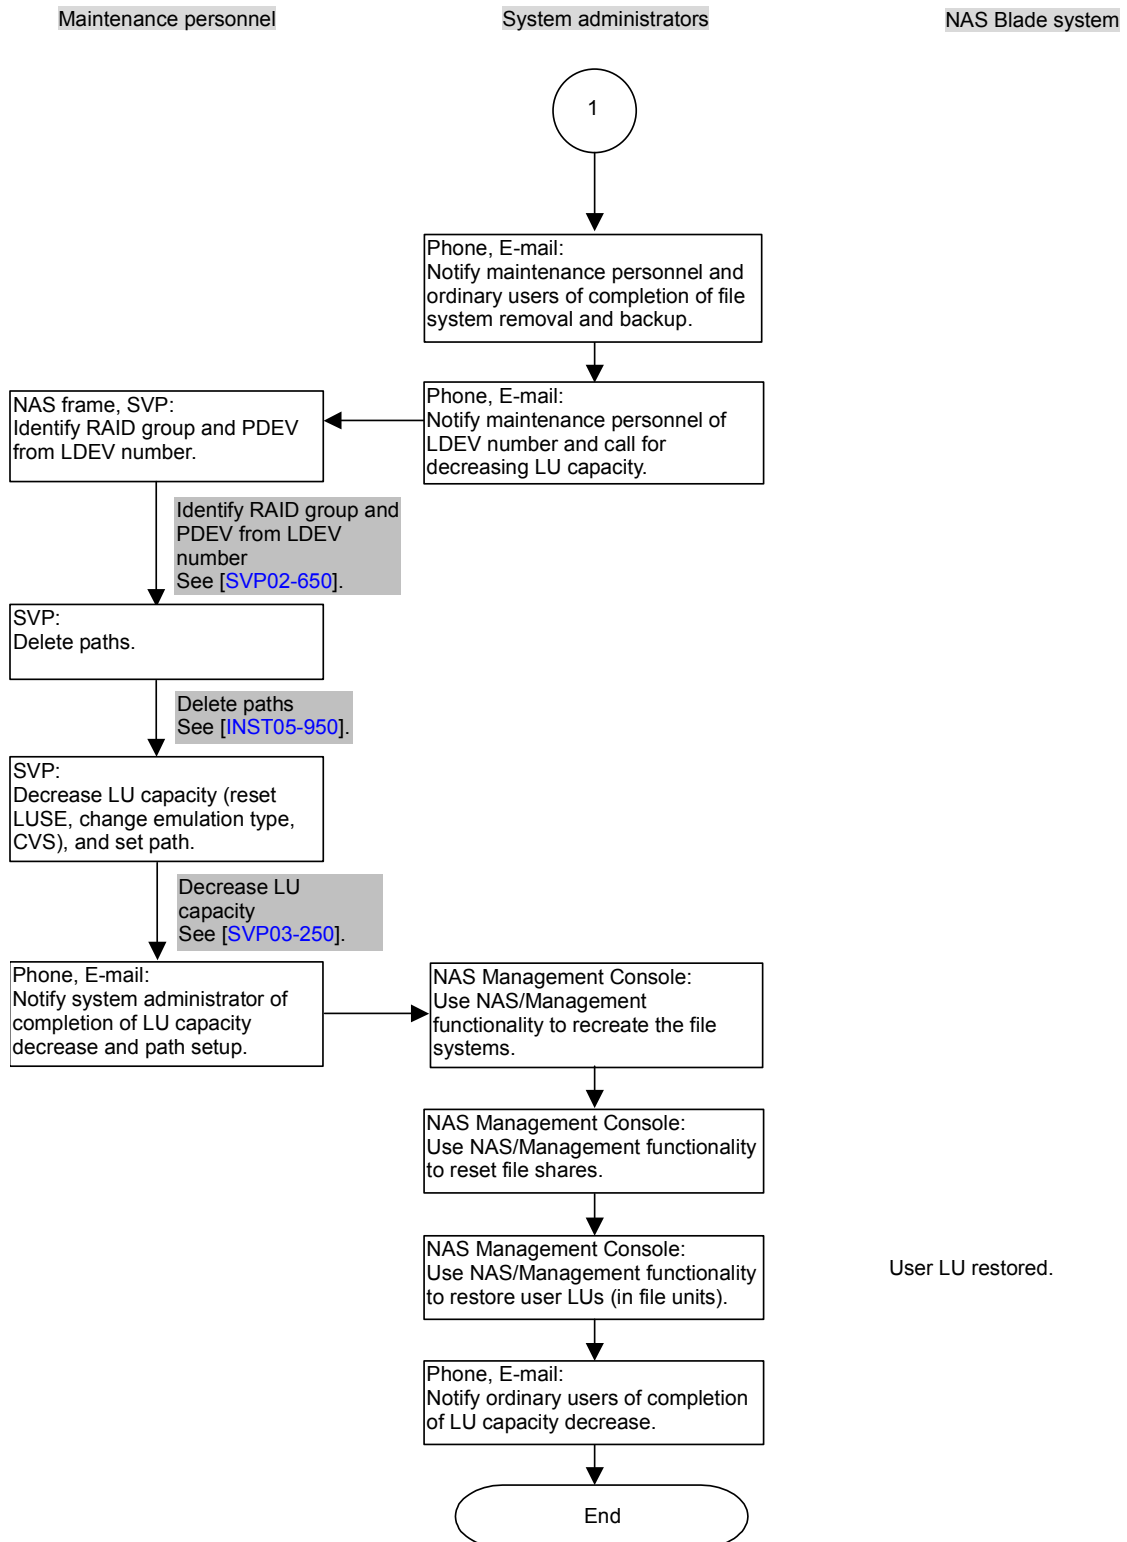 Maintenance personnel
System administrators
NAS Blade system
1
Phone, E-mail:
Notify maintenance personnel and
ordinary users of completion of file
system removal and backup.
Phone, E-mail:
Notify maintenance personnel of
LDEV number and call for
decreasing LU capacity.
NAS frame, SVP:
Identify RAID group and PDEV
from LDEV number.
Identify RAID group and
PDEV from LDEV
number
See [SVP02-650].
SVP:
Delete paths.
Delete paths
See [INST05-950].
SVP:
Decrease LU capacity (reset
LUSE, change emulation type,
CVS), and set path.
Decrease LU
capacity
See [SVP03-250].
Phone, E-mail:
Notify system administrator of
completion of LU capacity
decrease and path setup.
NAS Management Console:
Use NAS/Management
functionality to recreate the file
systems.
NAS Management Console:
Use NAS/Management functionality
to reset file shares.
NAS Management Console:
Use NAS/Management functionality
to restore user LUs (in file units).
User LU restored.
Phone, E-mail:
Notify ordinary users of completion
of LU capacity decrease.
End